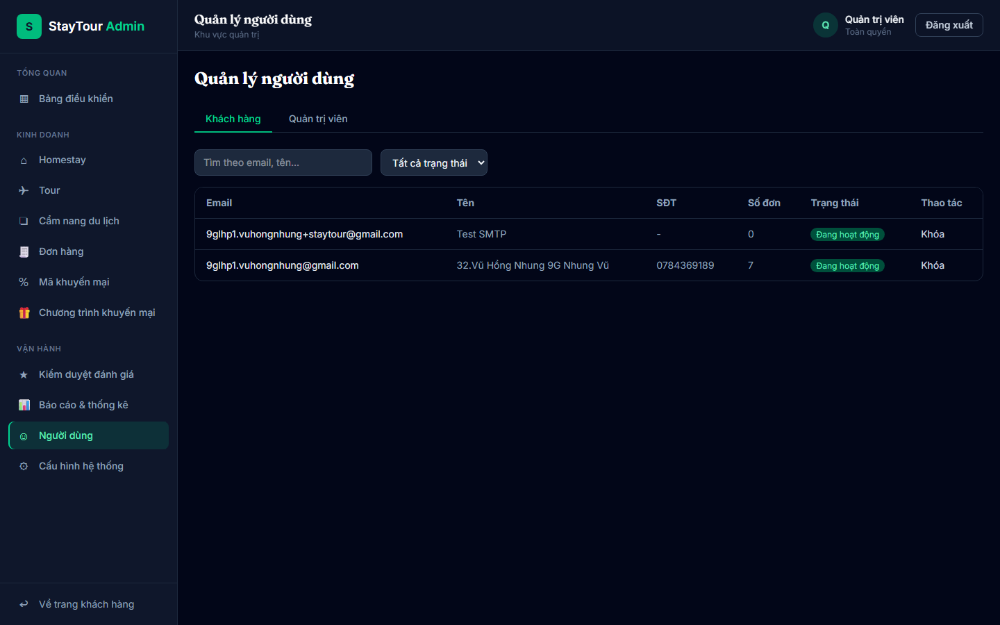 S StayTour Admin
TỔNG QUAN
Bảng điều khiển
KINH DOANH
Homestay
Tour
Cẩm nang du lịch
Đơn hàng
% Mã khuyến mại
Chương trình khuyến mại
VẬN HÀNH
Kiểm duyệt đánh giá
Báo cáo & thống kê
Người dùng
Cấu hình hệ thống
Về trang khách hàng
Quản lý người dùng
Khu vực quản trị
Q
Quản trị viên
Toàn quyền
Đăng xuất
Quản lý người dùng
Khách hàng Quản trị viên
Tìm theo email, tên... Tất cả trạng thái
Email Tên SĐT Số đơn Trạng thái Thao tác
9glhp1.vuhongnhung+staytour@gmail.com Test SMTP - 0 Đang hoạt động Khóa
9glhp1.vuhongnhung@gmail.com 32.Vũ Hồng Nhung 9G Nhung Vũ 0784369189 7 Đang hoạt động Khóa